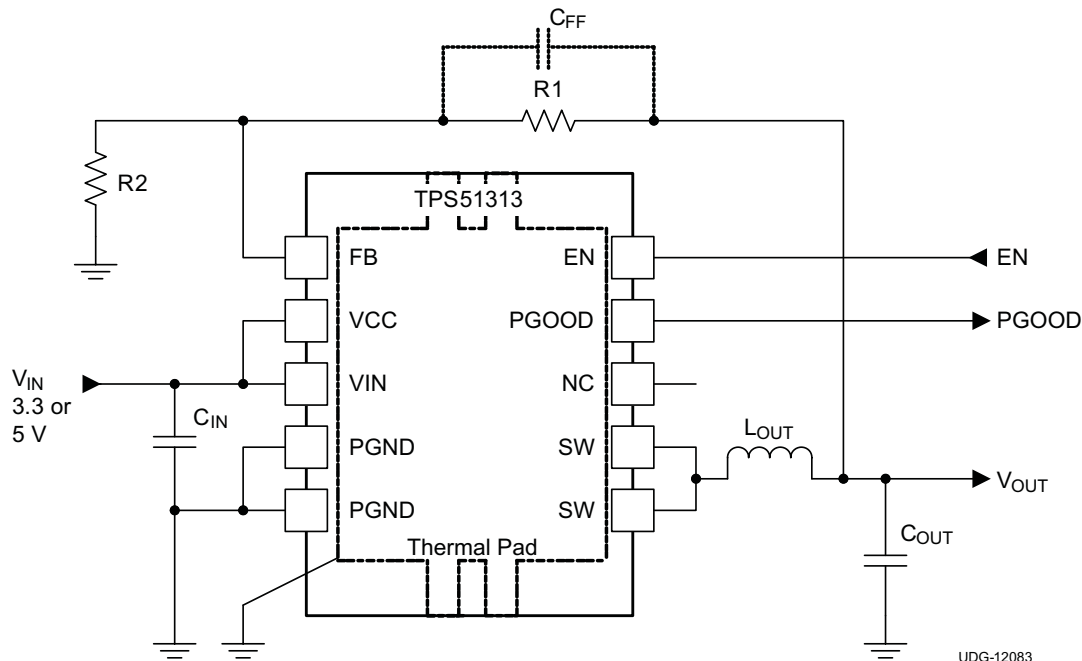 CFF
R1
R2
TPS51313
FB
EN
EN
VCC
PGOOD
PGOOD
VIN
3.3 or
5 V
CIN
VIN
NC
PGND
SW
LOUT
PGND
SW
VOUT
COUT
Thermal Pad
UDG-12083